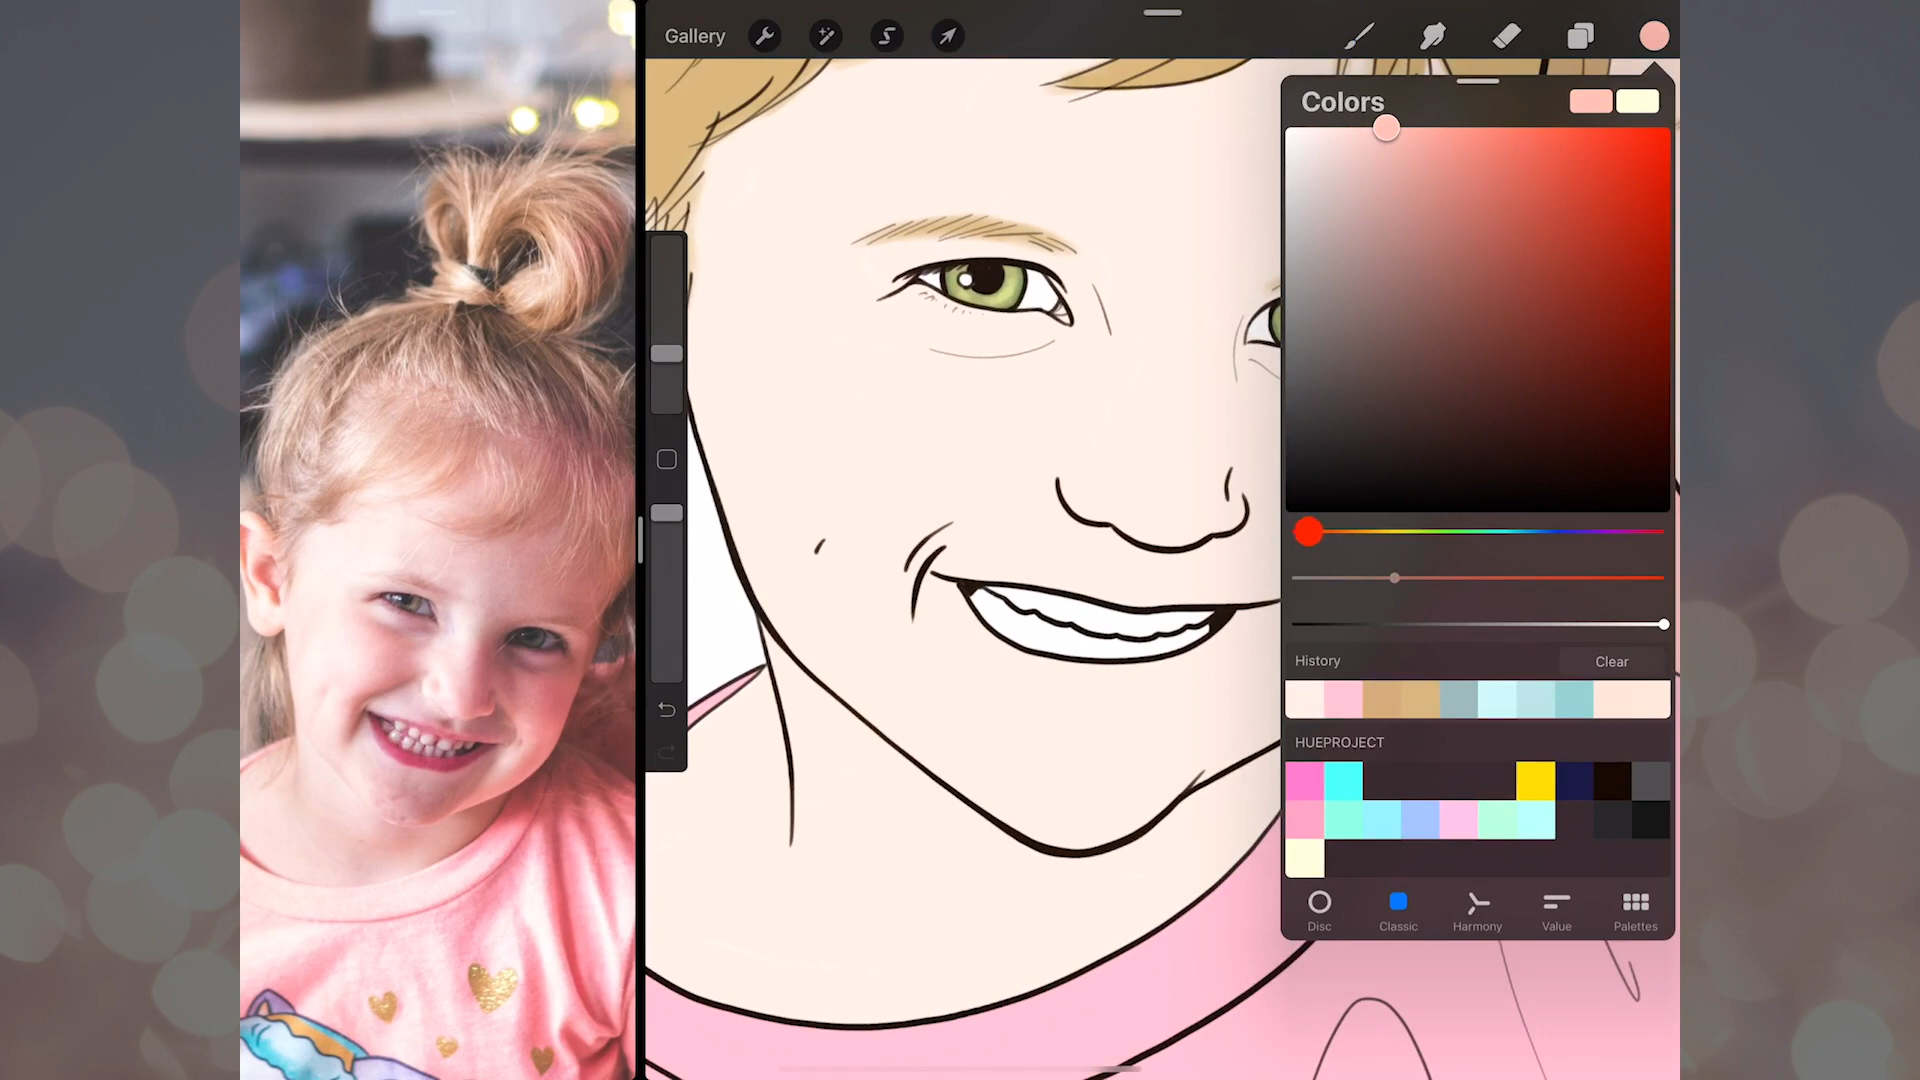 Gallery
Colors
History
Clear
HUEPROJECT
Disc
Classic
Harmony
Value
Palettes